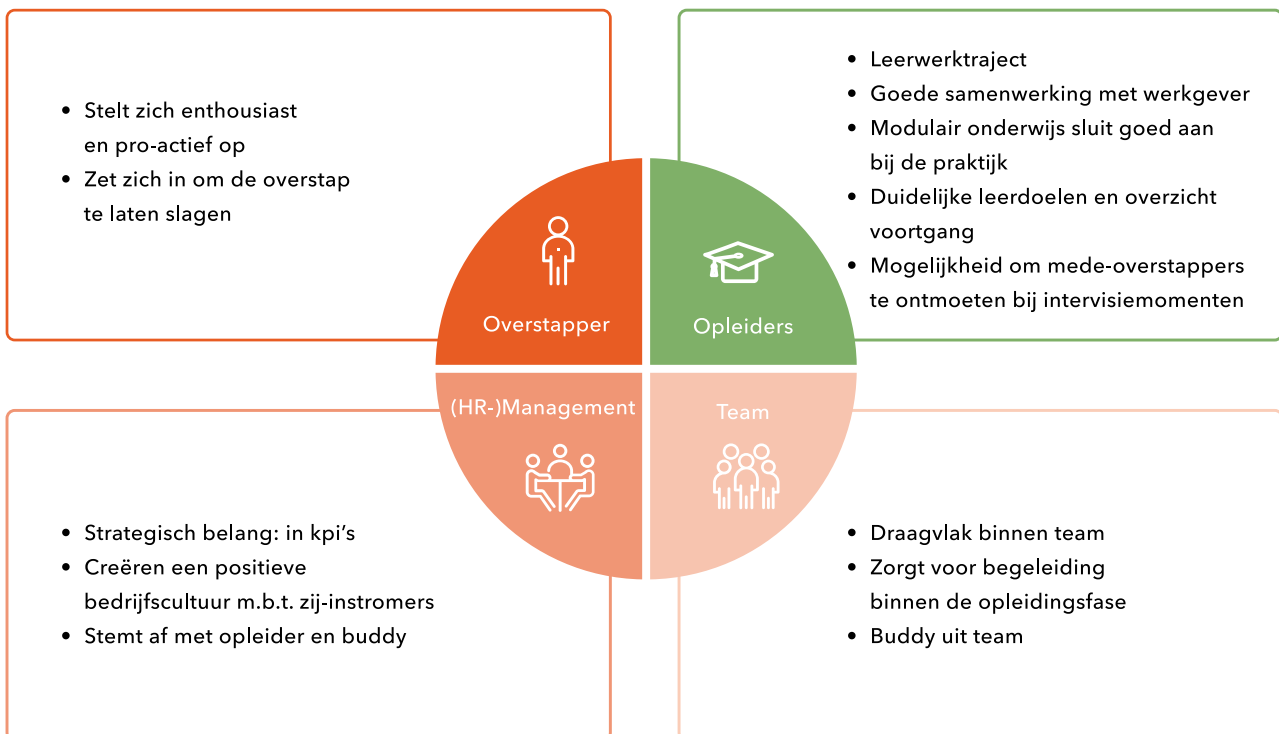 • Stelt zich enthousiast
en pro-actief op
• Zet zich in om de overstap
te laten slagen
• Leerwerktraject
• Goede samenwerking met werkgever
• Modulair onderwijs sluit goed aan
bij de praktijk
• Duidelijke leerdoelen en overzicht
voortgang
• Mogelijkheid om mede-overstappers
te ontmoeten bij intervisiemomenten
Overstapper
Opleiders
(HR-)Management
Team
• Strategisch belang: in kpi's
• Creëren een positieve
bedrijfscultuur m.b.t. zij-instromers
• Stemt af met opleider en buddy
• Draagvlak binnen team
• Zorgt voor begeleiding
binnen de opleidingsfase
• Buddy uit team